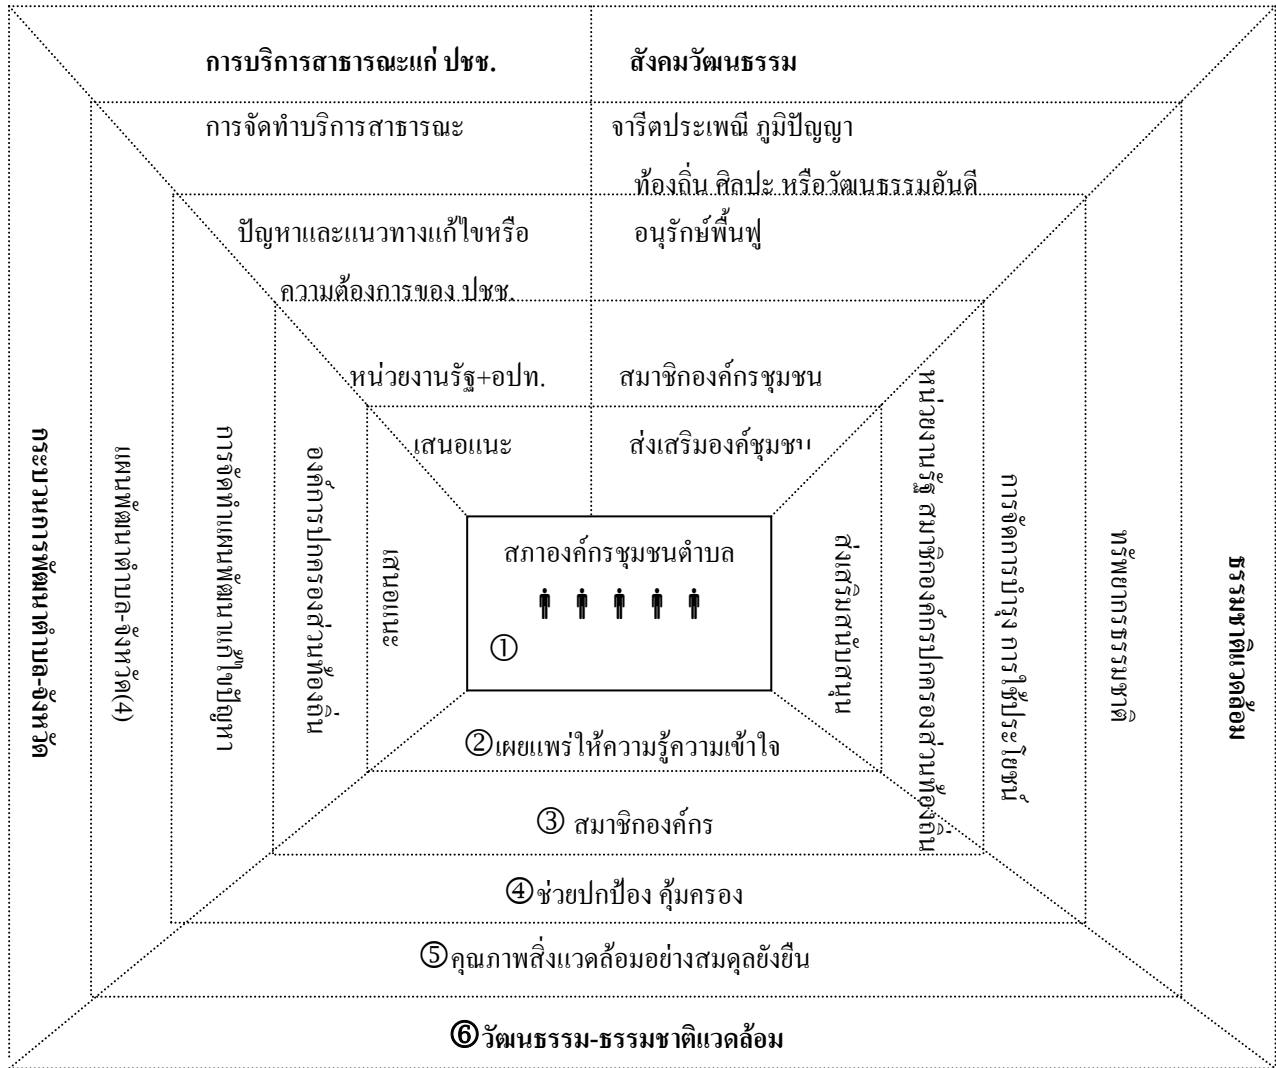 การบริการสาธารณะแก่ ปชช.
สังคมวัฒนธรรม
การจัดทำบริการสาธารณะ
จารีตประเพณี ภูมิปัญญา
ท้องถิ่น ศิลปะ หรือวัฒนธรรมอันดี
ปัญหาและแนวทางแก้ไขหรือ
ความต้องการของ ปชช.
อนุรักษ์พื้นฟู
หน่วยงานรัฐ+อปท.
สมาชิกองค์กรชุมชน
เสนอแนะ
ส่งเสริมองค์ชุมชน
กระบวนการพัฒนาตำบล-จังหวัด
แผนพัฒนาตำบล-จังหวัด(4)
การจัดทำแผนพัฒนาแก้ไขปัญหา
องค์การปกครองส่วนท้องถิ่น
เสนอแนะ
สภาองค์กรชุมชนตำบล
①
ส่งเสริมสนับสนุน
หน่วยงานรัฐ สมาชิกองค์กรปกครองส่วนท้องถิ่น
การจัดการบำรุง การใช้ประโยชน์
ทรัพยากรธรรมชาติ
ธรรมชาติแวดล้อม
②เผยแพร่ให้ความรู้ความเข้าใจ
③ สมาชิกองค์กร
④ช่วยปกป้อง คุ้มครอง
⑤คุณภาพสิ่งแวดล้อมอย่างสมดุลยังยืน
⑥วัฒนธรรม-ธรรมชาติแวดล้อม